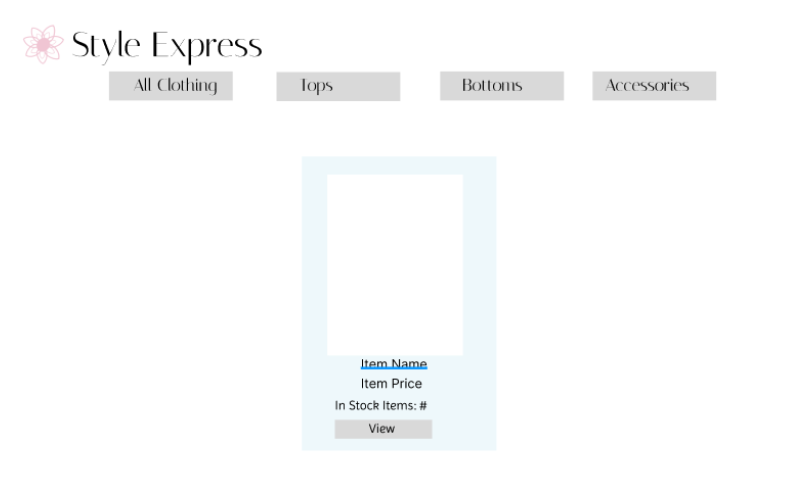 Style Express
All Clothing Tops Bottoms Accessories
Item Name
Item Price
In Stock Items: #
View